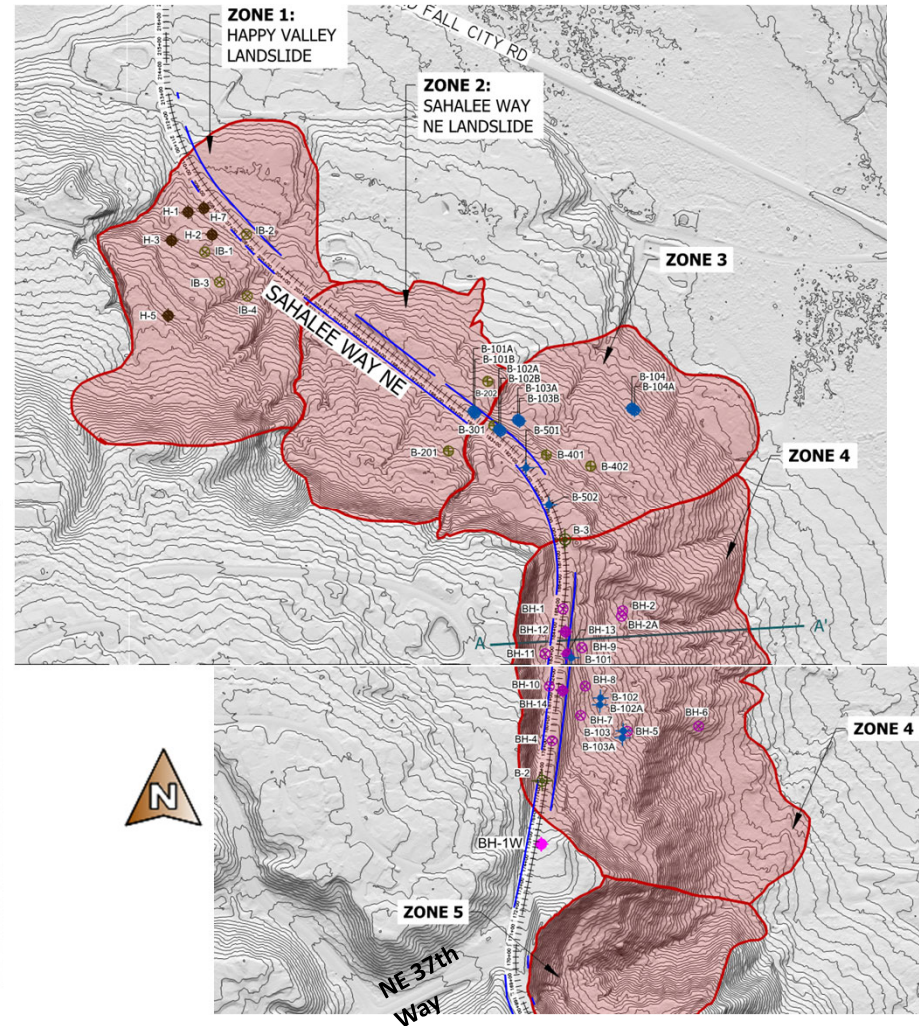 ZONE 1:
HAPPY VALLEY
LANDSLIDE
D FALL CITY RD
ZONE 2:
SAHALEE WAY
NE LANDSLIDE
ZONE 3
H-1
H-7
H-3
H-2
IB-2
IB-1
IB-3
IB-4
H-5
SAHALEE WAY NE
B-101A
B-101B
B-102A
B-102B
B-202
B-103A
B-103B
B-104
B-104A
B-301
B-501
B-201
B-401
B-402
ZONE 4
B-502
B-3
BH-1
BH-2
BH-2A
BH-12
BH-13
A
A'
BH-11
BH-9
B-101
BH-10
BH-8
B-102
B-102A
BH-14
BH-7
BH-6
B-103
BH-5
B-103A
BH-4
ZONE 4
B-2
N
BH-1W
ZONE 5
NE 37th
Way